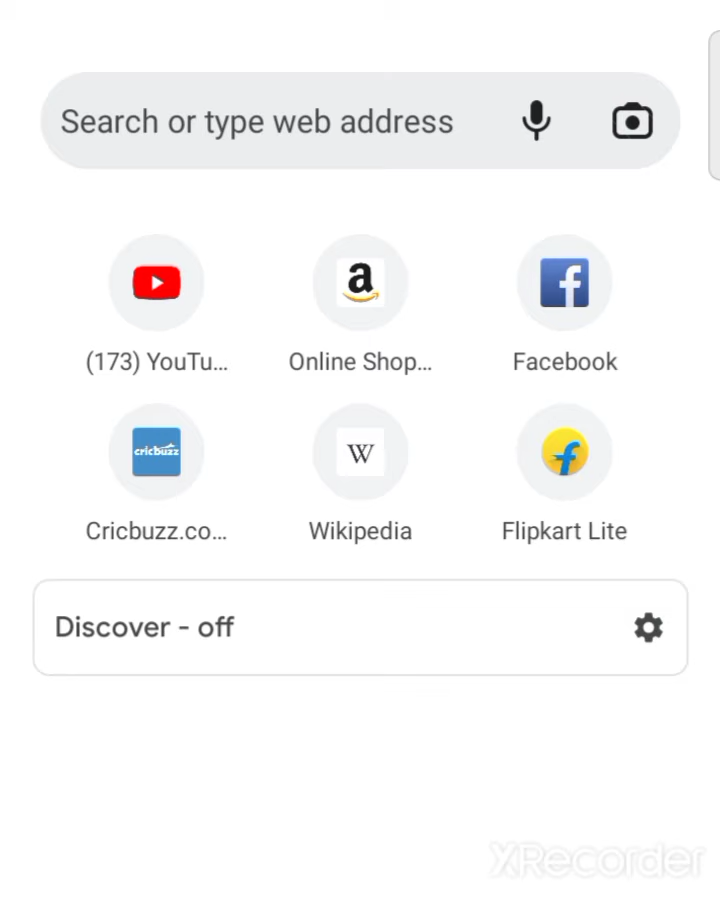 Search or type web address
(173) YouTu...
Online Shop...
Facebook
cricbuzz
Cricbuzz.co...
W
Wikipedia
Flipkart Lite
Discover - off
XRecorder